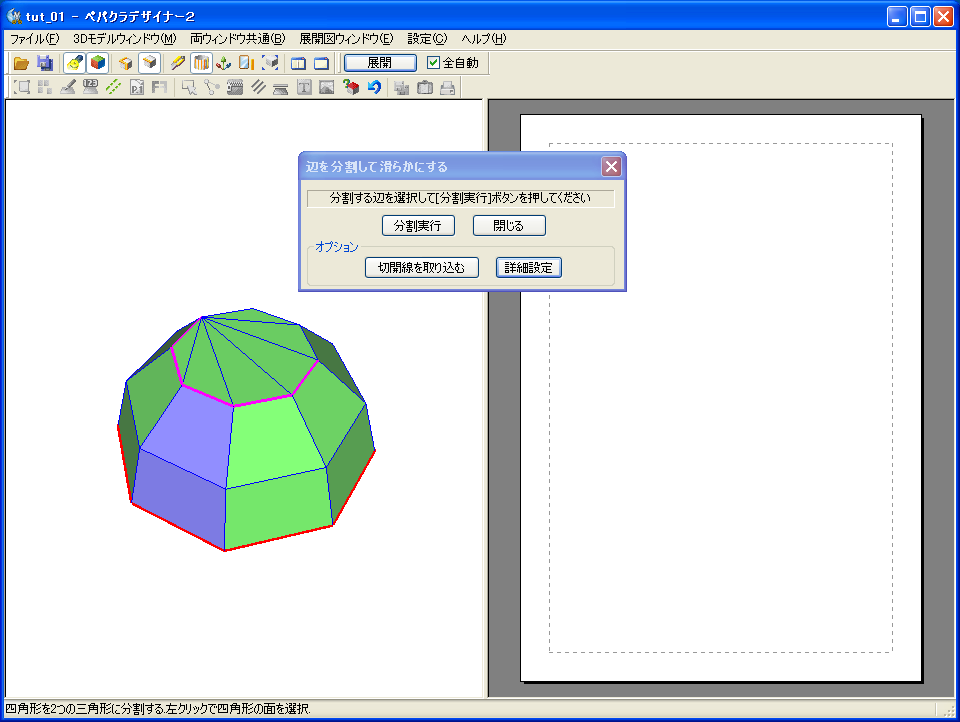 tut_01 - ペパクラデザイナー2
ファイル(F) 3Dモデルウィンドウ(M) 両ウィンドウ共通(B) 展開図ウィンドウ(E) 設定(C) ヘルプ(H)
展開 全自動
辺を分割して滑らかにする
分割する辺を選択して[分割実行]ボタンを押してください
分割実行 閉じる
オプション
切開線を取り込む 詳細設定
四角形を2つの三角形に分割する.左クリックで四角形の面を選択.